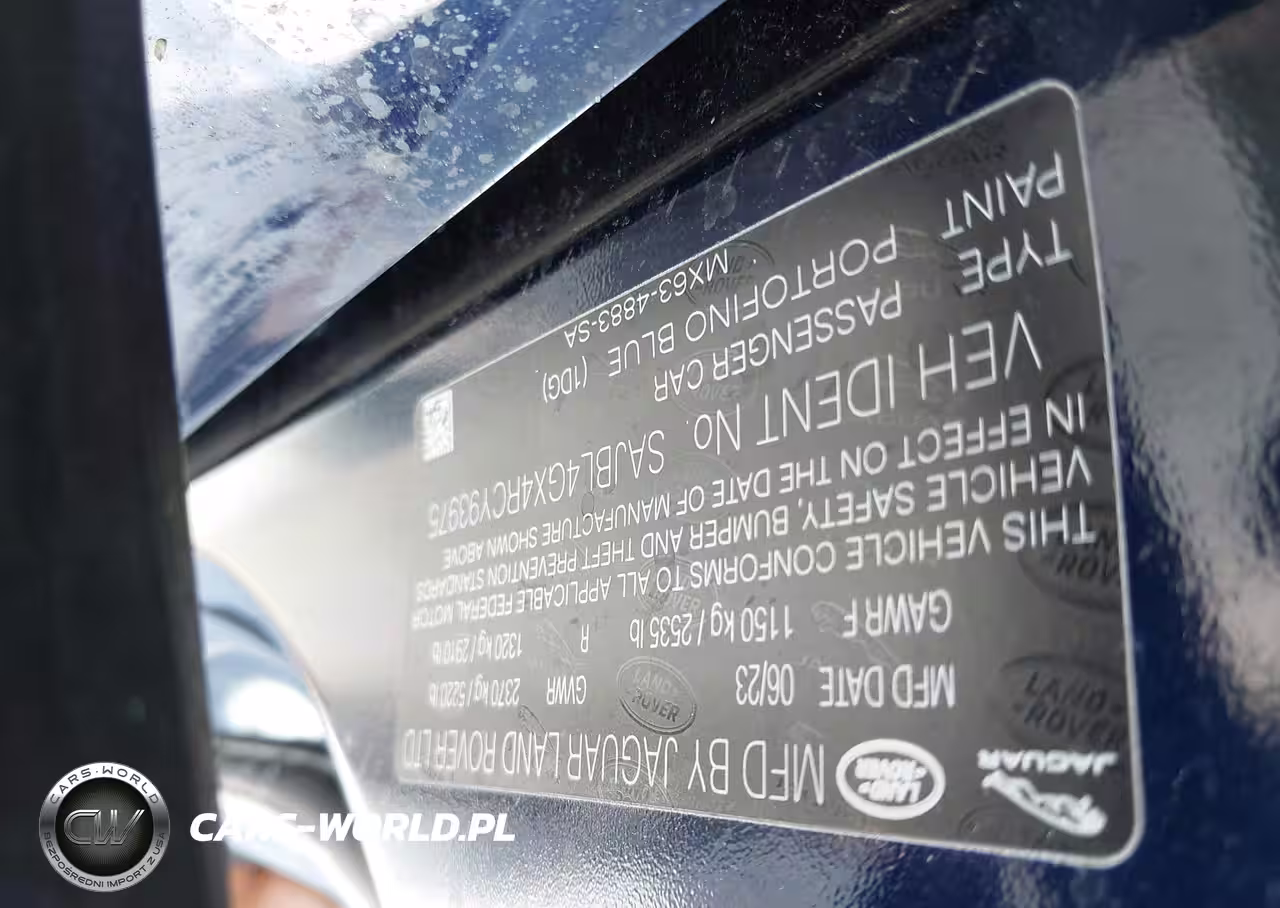 JAGUAR
LAND ROVER
MFD BY JAGUAR LAND ROVER LTD
MFD DATE 06/23 GVWR 2370 kg / 5220 lb
GAWR F 1150 kg / 2535 lb R 1320 kg / 2910 lb
THIS VEHICLE CONFORMS TO ALL APPLICABLE FEDERAL MOTOR
VEHICLE SAFETY, BUMPER AND THEFT PREVENTION STANDARDS
IN EFFECT ON THE DATE OF MANUFACTURE SHOWN ABOVE
VEH IDENT No. SAJBL4GX4RCY93975
TYPE PASSENGER CAR
PAINT PORTOFINO BLUE (1DG)
MX63-4883-SA
CARS-WORLD
CW
BEZPOŚREDNI IMPORT Z USA
CARS-WORLD.PL